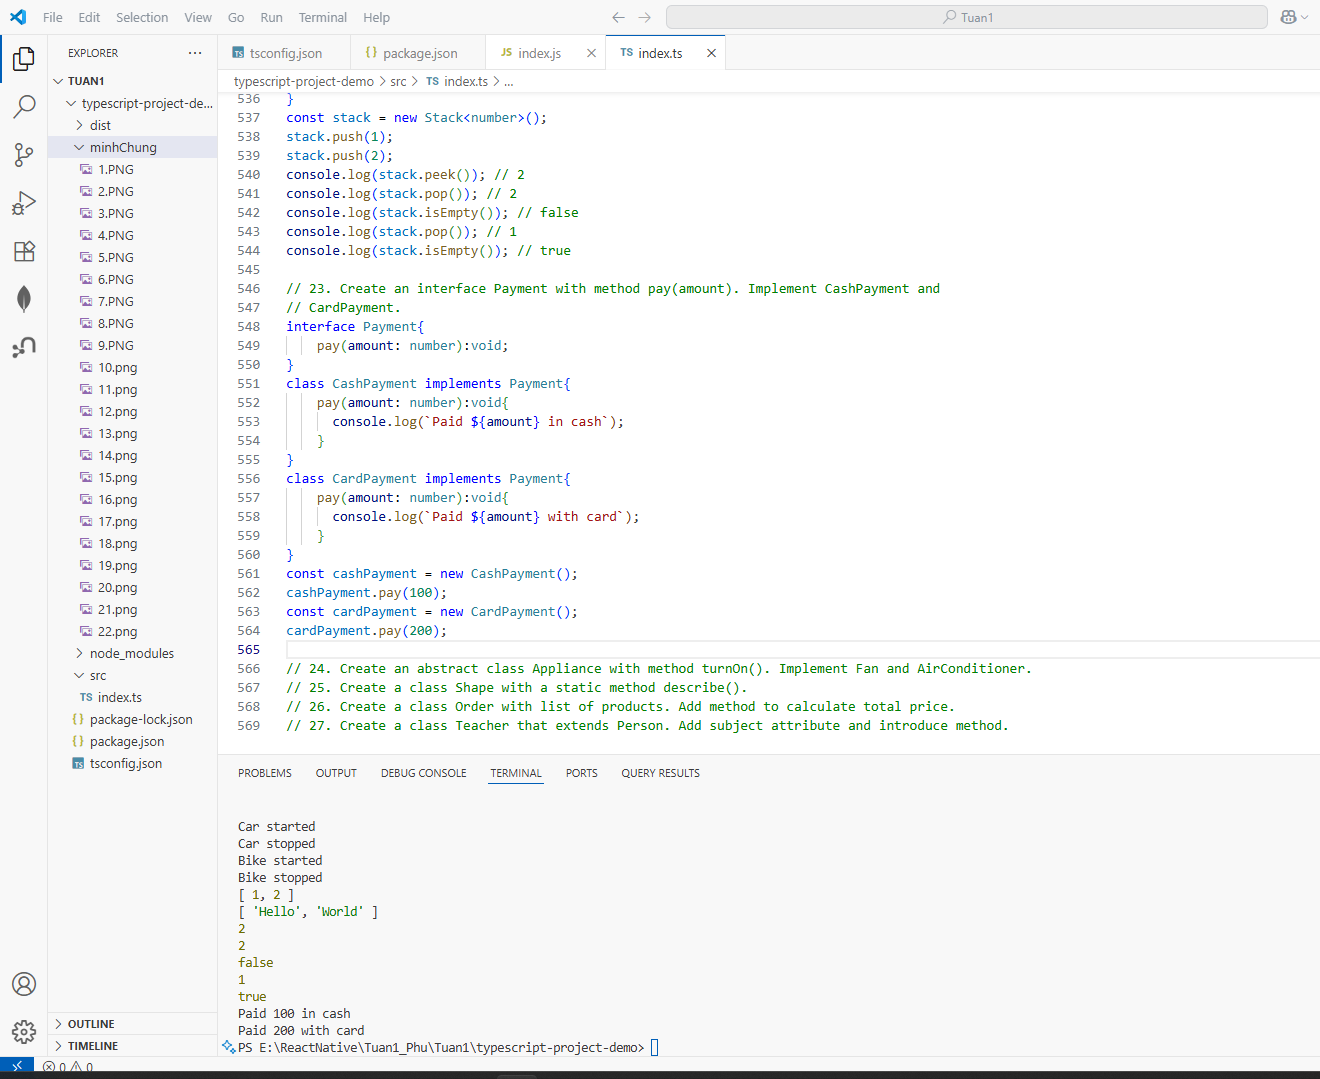 File Edit Selection View Go Run Terminal Help
Tuan1
EXPLORER
TUAN1
typescript-project-de...
dist
minhChung
1.PNG
2.PNG
3.PNG
4.PNG
5.PNG
6.PNG
7.PNG
8.PNG
9.PNG
10.png
11.png
12.png
13.png
14.png
15.png
16.png
17.png
18.png
19.png
20.png
21.png
22.png
node_modules
src
TS index.ts
{} package-lock.json
{} package.json
TS tsconfig.json
OUTLINE
TIMELINE
TS tsconfig.json {} package.json JS index.js TS index.ts
typescript-project-demo > src > TS index.ts > ...
536 }
537 const stack = new Stack<number>();
538 stack.push(1);
539 stack.push(2);
540 console.log(stack.peek()); // 2
541 console.log(stack.pop()); // 2
542 console.log(stack.isEmpty()); // false
543 console.log(stack.pop()); // 1
544 console.log(stack.isEmpty()); // true
545
546 // 23. Create an interface Payment with method pay(amount). Implement CashPayment and
547 // CardPayment.
548 interface Payment{
549     pay(amount: number):void;
550 }
551 class CashPayment implements Payment{
552     pay(amount: number):void{
553       console.log(`Paid ${amount} in cash`);
554     }
555 }
556 class CardPayment implements Payment{
557     pay(amount: number):void{
558       console.log(`Paid ${amount} with card`);
559     }
560 }
561 const cashPayment = new CashPayment();
562 cashPayment.pay(100);
563 const cardPayment = new CardPayment();
564 cardPayment.pay(200);
565
566 // 24. Create an abstract class Appliance with method turnOn(). Implement Fan and AirConditioner.
567 // 25. Create a class Shape with a static method describe().
568 // 26. Create a class Order with list of products. Add method to calculate total price.
569 // 27. Create a class Teacher that extends Person. Add subject attribute and introduce method.
PROBLEMS OUTPUT DEBUG CONSOLE TERMINAL PORTS QUERY RESULTS
Car started
Car stopped
Bike started
Bike stopped
[ 1, 2 ]
[ 'Hello', 'World' ]
2
2
false
1
true
Paid 100 in cash
Paid 200 with card
PS E:\ReactNative\Tuan1_Phu\Tuan1\typescript-project-demo>
0 0